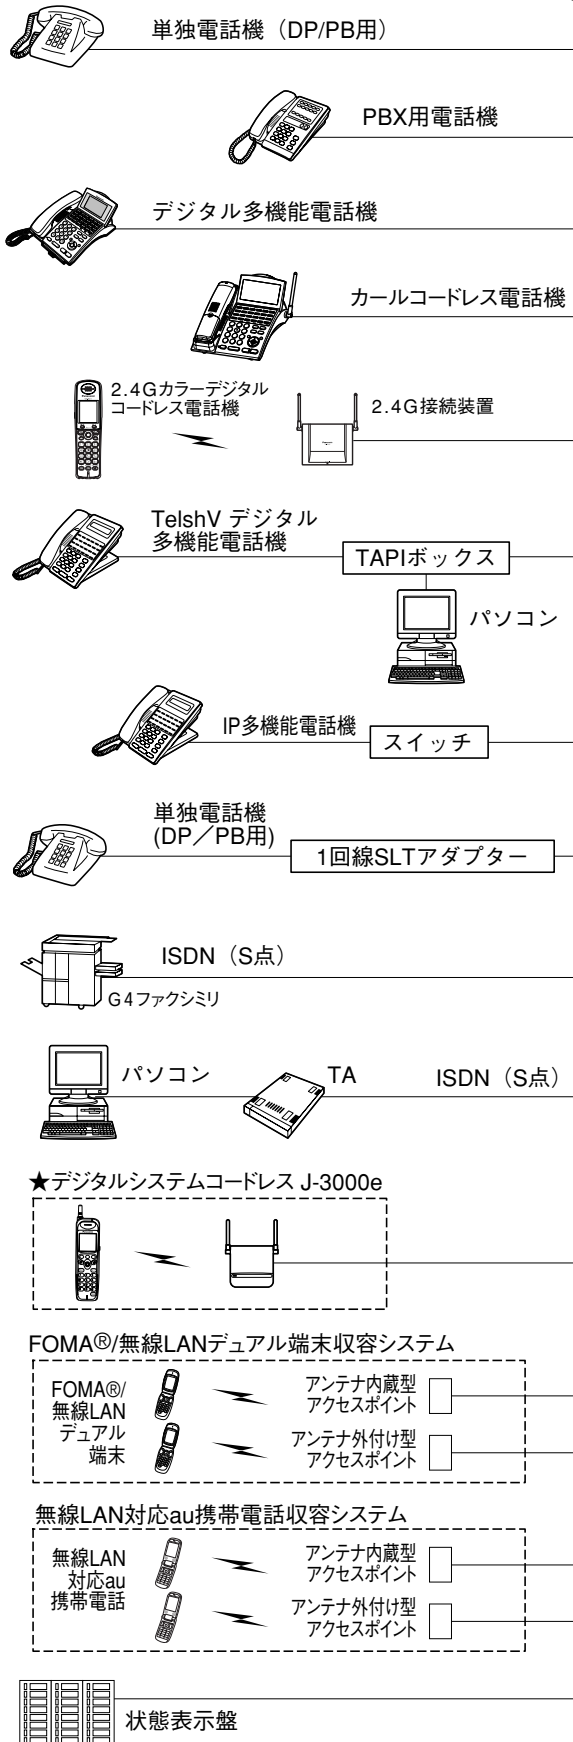 単独電話機（DP/PB用）
PBX用電話機
デジタル多機能電話機
カールコードレス電話機
2.4Gカラーデジタル
コードレス電話機
2.4G接続装置
TelshV デジタル
多機能電話機
TAPIボックス
パソコン
IP多機能電話機
スイッチ
単独電話機
(DP／PB用)
1回線SLTアダプター
ISDN（S点）
G4ファクシミリ
パソコン
TA
ISDN（S点）
★デジタルシステムコードレス J-3000e
FOMA®/無線LANデュアル端末収容システム
FOMA®/
無線LAN
デュアル
端末
アンテナ内蔵型
アクセスポイント
アンテナ外付け型
アクセスポイント
無線LAN対応au携帯電話収容システム
無線LAN
対応au
携帯電話
アンテナ内蔵型
アクセスポイント
アンテナ外付け型
アクセスポイント
状態表示盤